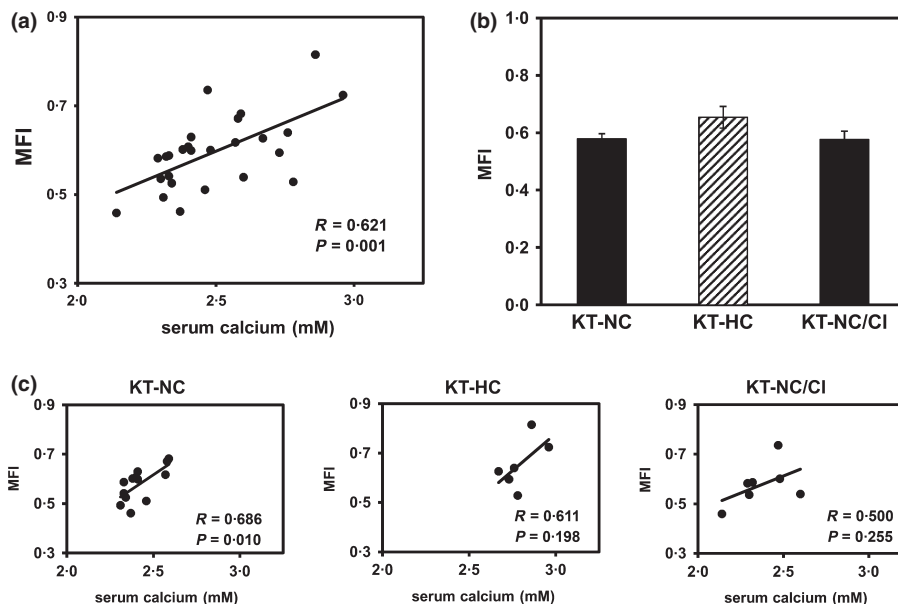 (a)
0·9
0·7
0·5
0·3
MFI
2·0
2·5
3·0
serum calcium (mM)
R = 0·621
P = 0·001
(b)
1·0
0·8
0·6
0·4
0·2
0·0
MFI
KT-NC
KT-HC
KT-NC/CI
(c)
KT-NC
0·9
0·7
0·5
0·3
MFI
R = 0·686
P = 0·010
2·0
2·5
3·0
serum calcium (mM)
KT-HC
0·9
0·7
0·5
0·3
MFI
R = 0·611
P = 0·198
2·0
2·5
3·0
serum calcium (mM)
KT-NC/CI
0·9
0·7
0·5
0·3
MFI
R = 0·500
P = 0·255
2·0
2·5
3·0
serum calcium (mM)